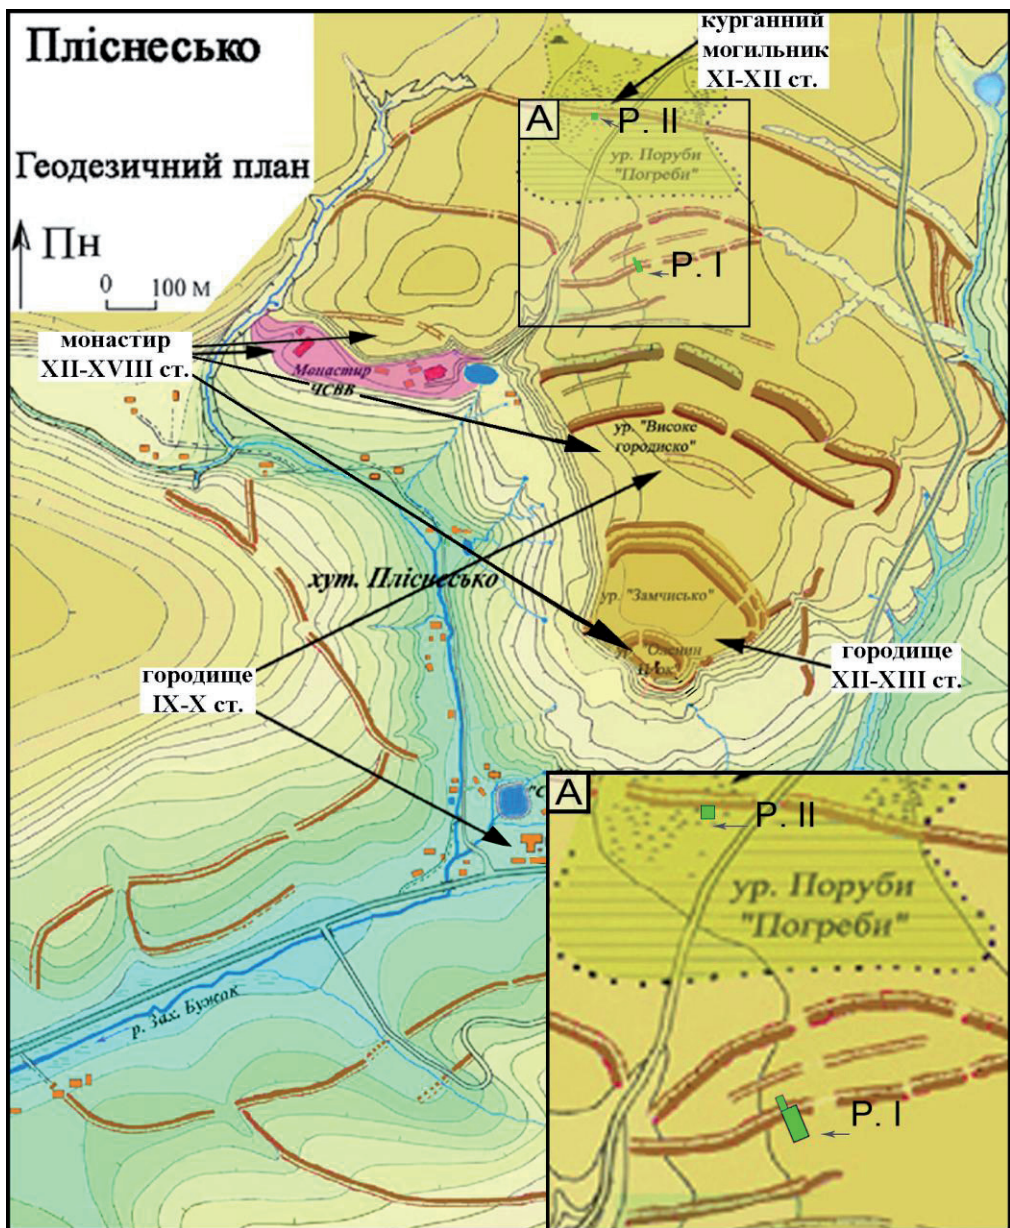 Пліснесько
Геодезичний план
Пн
0 100 м
курганний
могильник
XI-XII ст.
А
Р. II
ур. Поруби
"Погреби"
Р. I
монастир
XII-XVIII ст.
Монастир
ЧСВВ
ур. "Високе
городиско"
хут. Пліснесько
ур. "Замчисько"
ур. "Оленин
городище
XII-XIII ст.
городище
IX-X ст.
"С
р. Зах. Бужок
А
Р. II
ур. Поруби
"Погреби"
Р. I